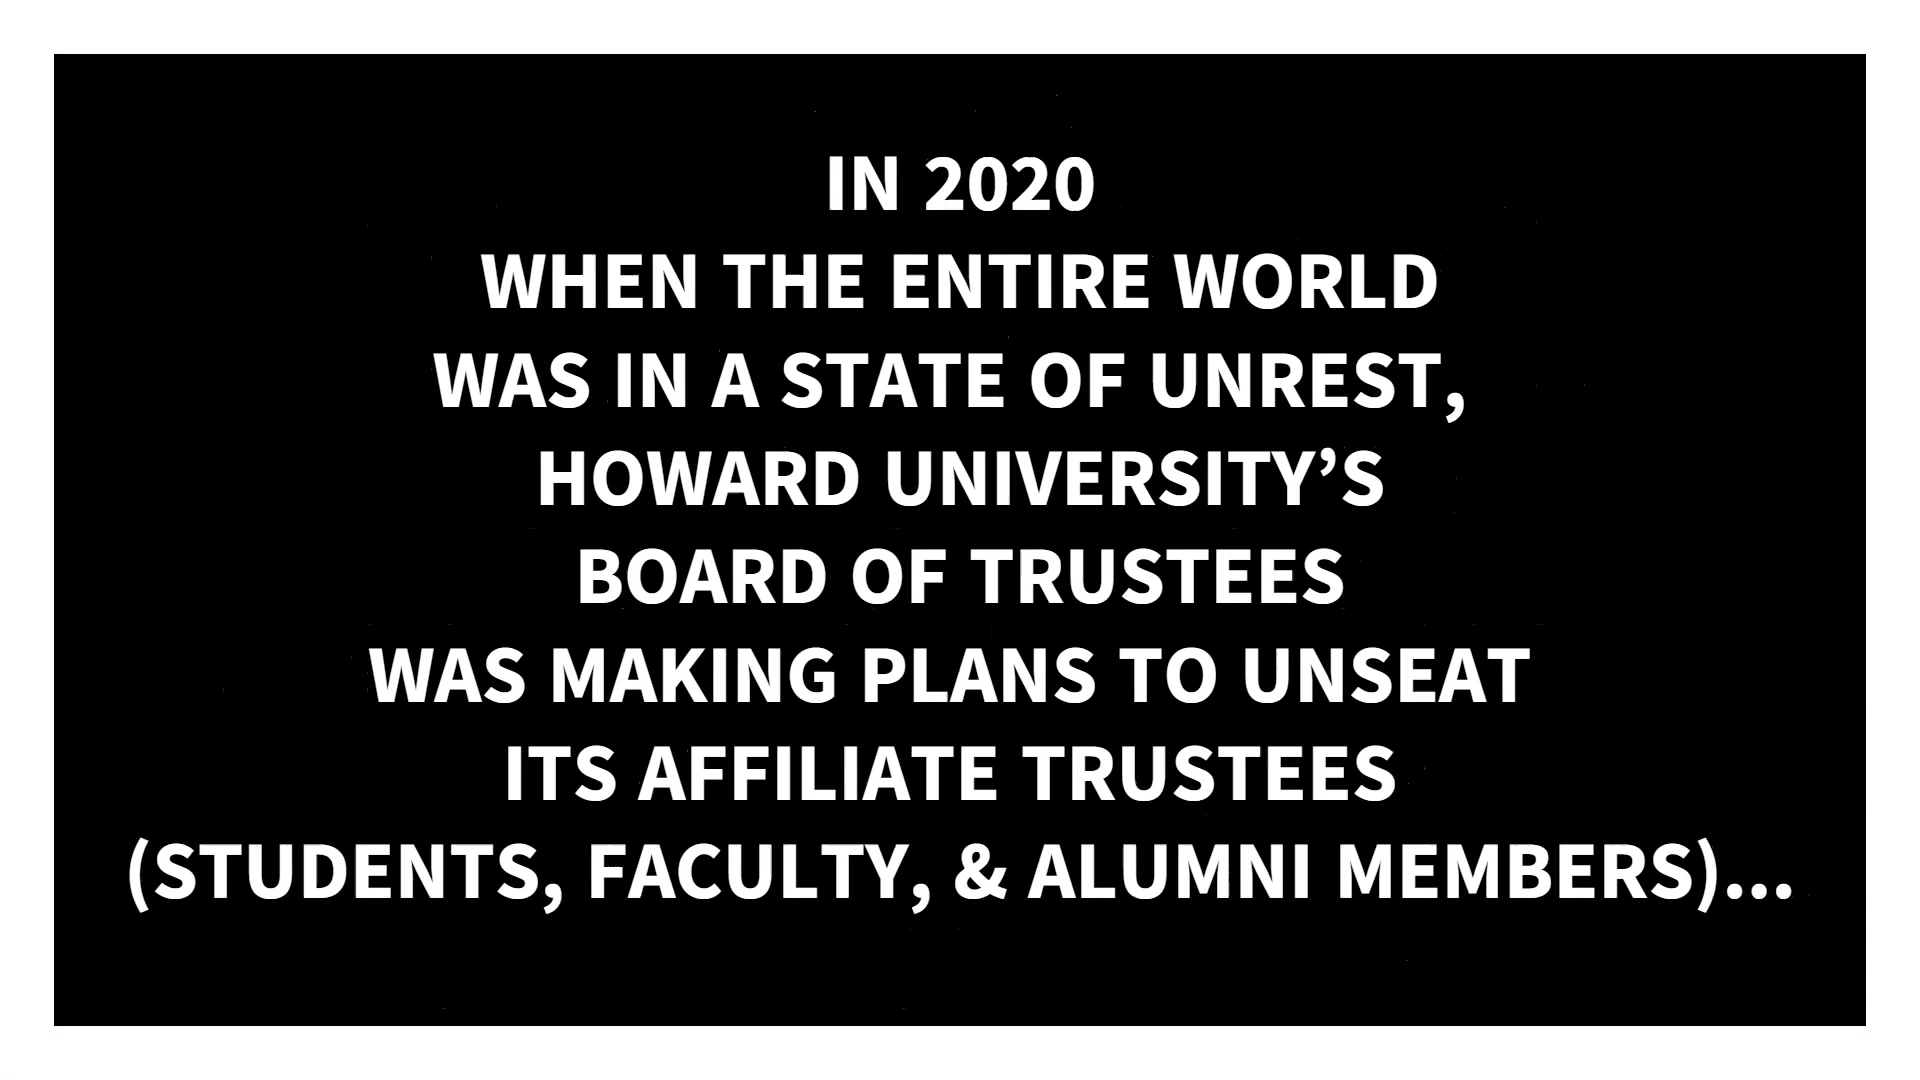 IN 2020
WHEN THE ENTIRE WORLD
WAS IN A STATE OF UNREST,
HOWARD UNIVERSITY’S
BOARD OF TRUSTEES
WAS MAKING PLANS TO UNSEAT
ITS AFFILIATE TRUSTEES
(STUDENTS, FACULTY, & ALUMNI MEMBERS)...